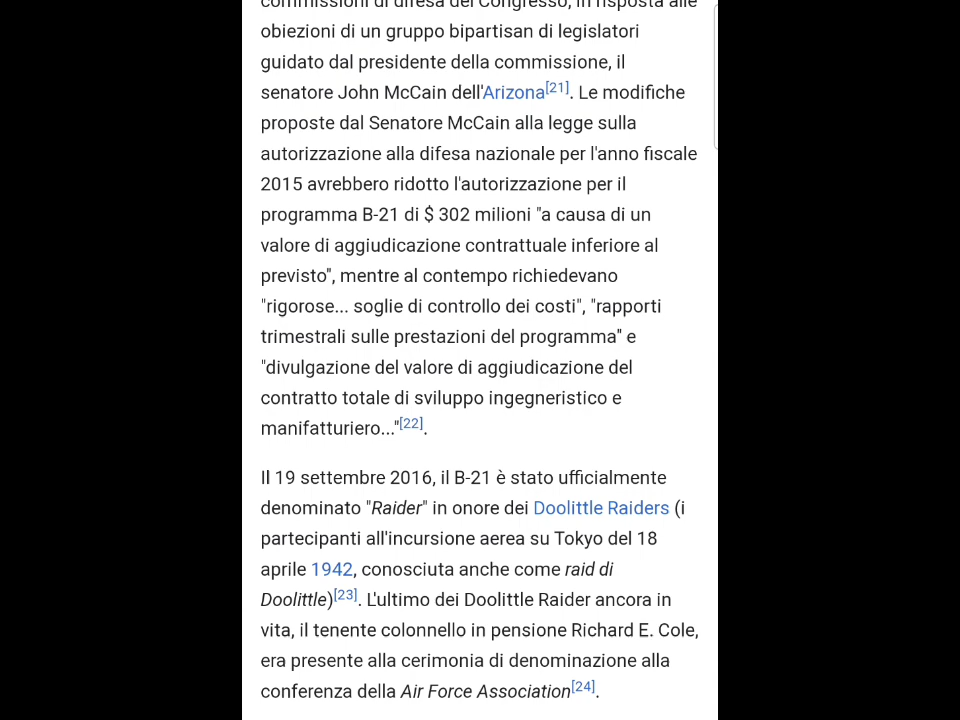 commissioni di difesa del Congresso, in risposta alle
obiezioni di un gruppo bipartisan di legislatori
guidato dal presidente della commissione, il
senatore John McCain dell'Arizona[21]. Le modifiche
proposte dal Senatore McCain alla legge sulla
autorizzazione alla difesa nazionale per l'anno fiscale
2015 avrebbero ridotto l'autorizzazione per il
programma B-21 di $ 302 milioni "a causa di un
valore di aggiudicazione contrattuale inferiore al
previsto", mentre al contempo richiedevano
"rigorose... soglie di controllo dei costi", "rapporti
trimestrali sulle prestazioni del programma" e
"divulgazione del valore di aggiudicazione del
contratto totale di sviluppo ingegneristico e
manifatturiero..."[22].
Il 19 settembre 2016, il B-21 è stato ufficialmente
denominato "Raider" in onore dei Doolittle Raiders (i
partecipanti all'incursione aerea su Tokyo del 18
aprile 1942, conosciuta anche come raid di
Doolittle)[23]. L'ultimo dei Doolittle Raider ancora in
vita, il tenente colonnello in pensione Richard E. Cole,
era presente alla cerimonia di denominazione alla
conferenza della Air Force Association[24].